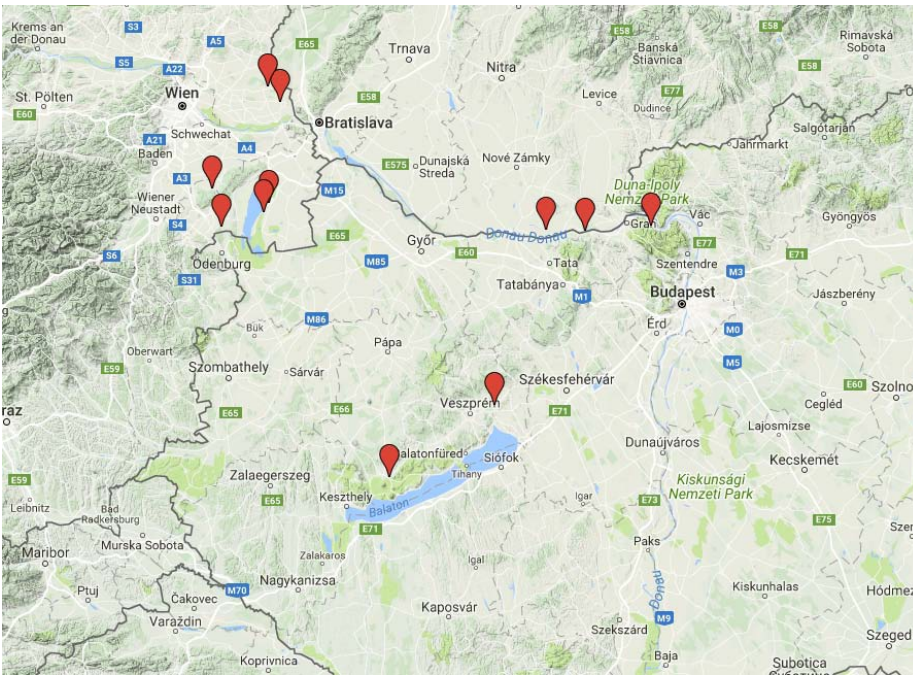 Krems an
der Donau
S3
E65
Trnava
E58
Banská
Štiavnica
Rimavská
Sobota
A5
S5
A22
Nitra
E58
E77
St. Pölten
Wien
E58
Levice
E60
Dudince
Schwechat
Bratislava
Salgótarján
A21
Baden
A4
Jahrmarkt
E575
Dunajská
Streda
Nové Zámky
A3
M15
Duna-Ipoly
Nemzeti Park
Wiener
Neustadt
S4
Gran
Vác
Gyöngyös
E65
Győr
Donau
Donau
E77
S6
Ödenburg
E60
E71
M85
Tata
Szentendre
M3
S31
Tatabánya
M1
Budapest
Jászberény
M86
Bük
Érd
M0
Pápa
Oberwart
M5
E59
Szombathely
Sárvár
Székesfehérvár
E60
Szolno
raz
E65
E66
Veszprém
E71
Cegléd
Lajosmizse
Dunaújváros
Balatonfüred
Siófok
Kecskemét
Zalaegerszeg
Tihany
E59
Kiskunsági
Nemzeti Park
Keszthely
E65
Igar
E73
Leibnitz
Bad
Radkersburg
Balaton
E71
E75
Szen
Murska Sobota
Paks
Maribor
Zalakaros
Igal
Nagykanizsa
Ptuj
M70
Kiskunhalas
Hódmez
Čakovec
Kaposvár
Donau
M9
Varaždin
Szekszárd
Szeged
Koprivnica
Baja
Subotica